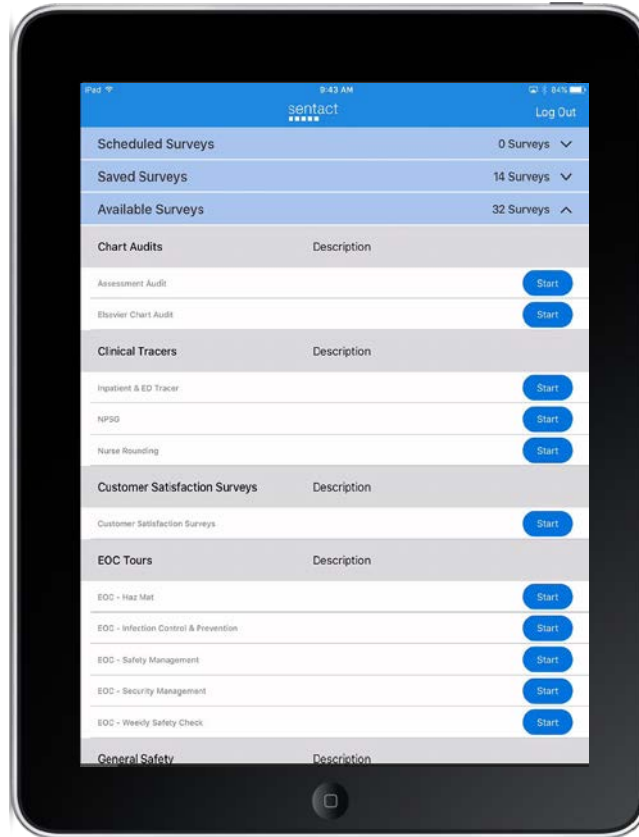 iPad 9:43 AM 84%
sentact Log Out
Scheduled Surveys 0 Surveys
Saved Surveys 14 Surveys
Available Surveys 32 Surveys
Chart Audits Description
Assessment Audit Start
Elsevier Chart Audit Start
Clinical Tracers Description
Inpatient & ED Tracer Start
NPSG Start
Nurse Rounding Start
Customer Satisfaction Surveys Description
Customer Satisfaction Surveys Start
EOC Tours Description
EOC - Haz Mat Start
EOC - Infection Control & Prevention Start
EOC - Safety Management Start
EOC - Security Management Start
EOC - Weekly Safety Check Start
General Safety Description